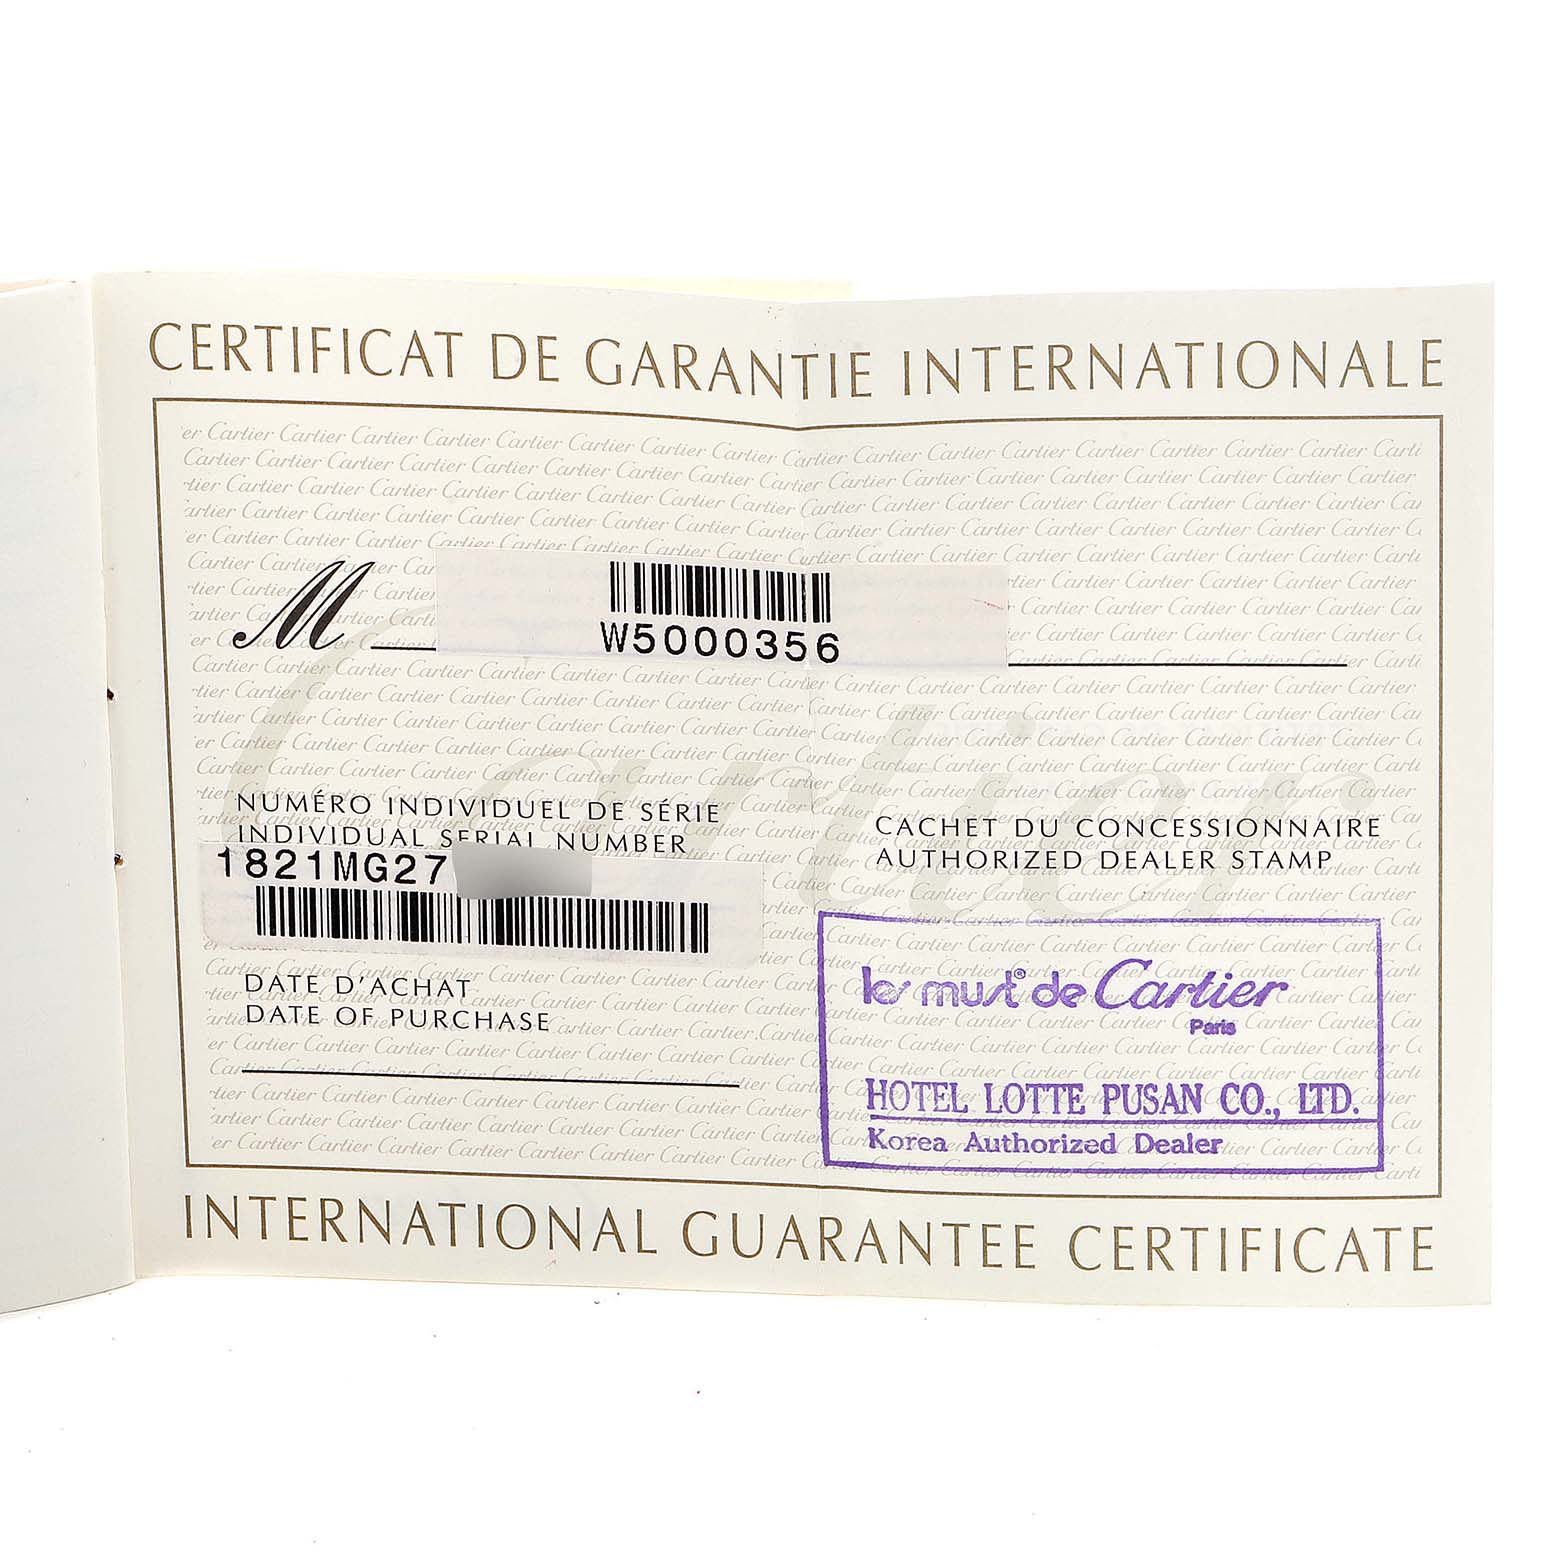 CERTIFICAT DE GARANTIE INTERNATIONALE
M
W5000356
NUMÉRO INDIVIDUEL DE SÉRIE
INDIVIDUAL SERIAL NUMBER
1821MG27
DATE D'ACHAT
DATE OF PURCHASE
CACHET DU CONCESSIONNAIRE
AUTHORIZED DEALER STAMP
les must de Cartier
Paris
HOTEL LOTTE PUSAN CO., LTD.
Korea Authorized Dealer
Cartier
INTERNATIONAL GUARANTEE CERTIFICATE